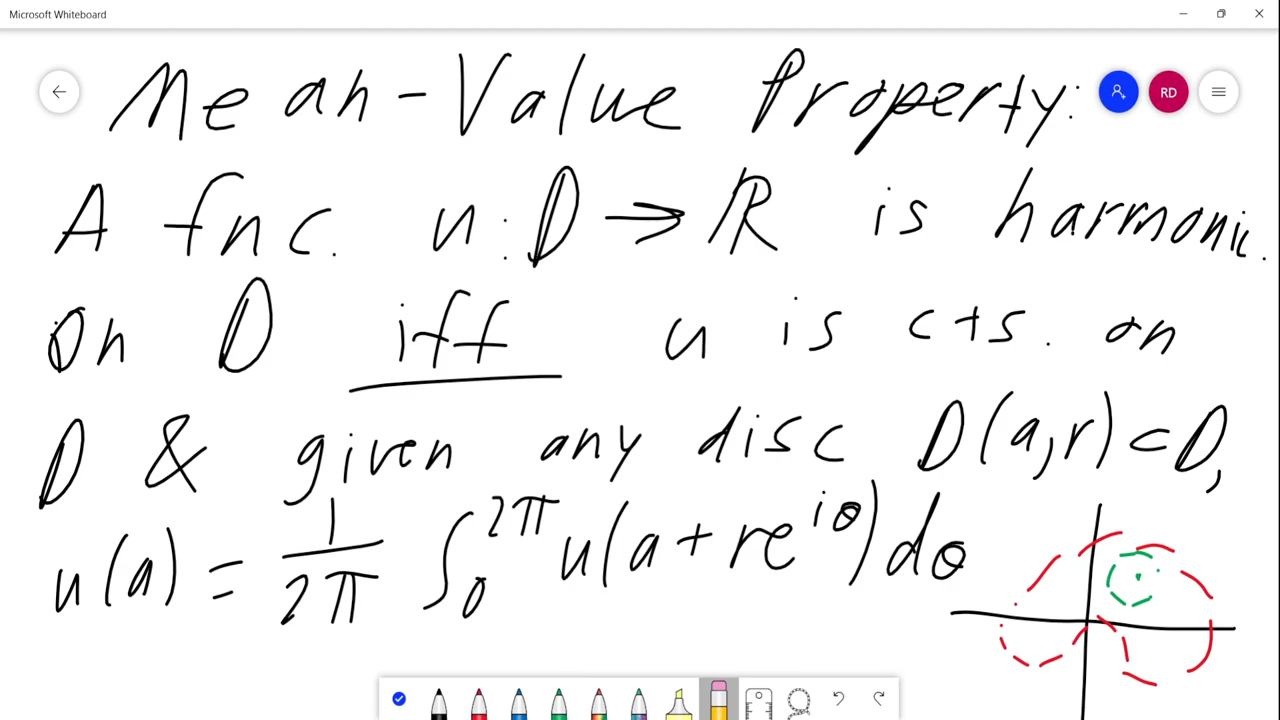 Microsoft Whiteboard
RD
Mean-Value Property:
A fnc. u: D → ℝ is harmonic.
on D iff u is cts. on
D & given any disc D(a,r) ⊂ D,
u(a) = 1/2π ∫₀^2π u(a+re^iθ) dθ